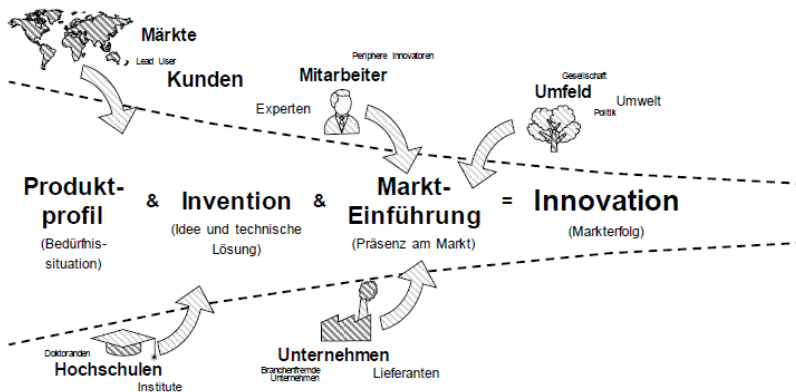 Märkte
Lead User
Kunden
Periphere Innovatoren
Mitarbeiter
Experten
Gesellschaft
Umfeld
Umwelt
Politik
Produkt-
profil
(Bedürfnis-
situation)
&
Invention
(Idee und technische
Lösung)
&
Markt-
Einführung
(Präsenz am Markt)
=
Innovation
(Markterfolg)
Doktoranden
Hochschulen
Institute
Unternehmen
Branchenfremde
Unternehmen
Lieferanten